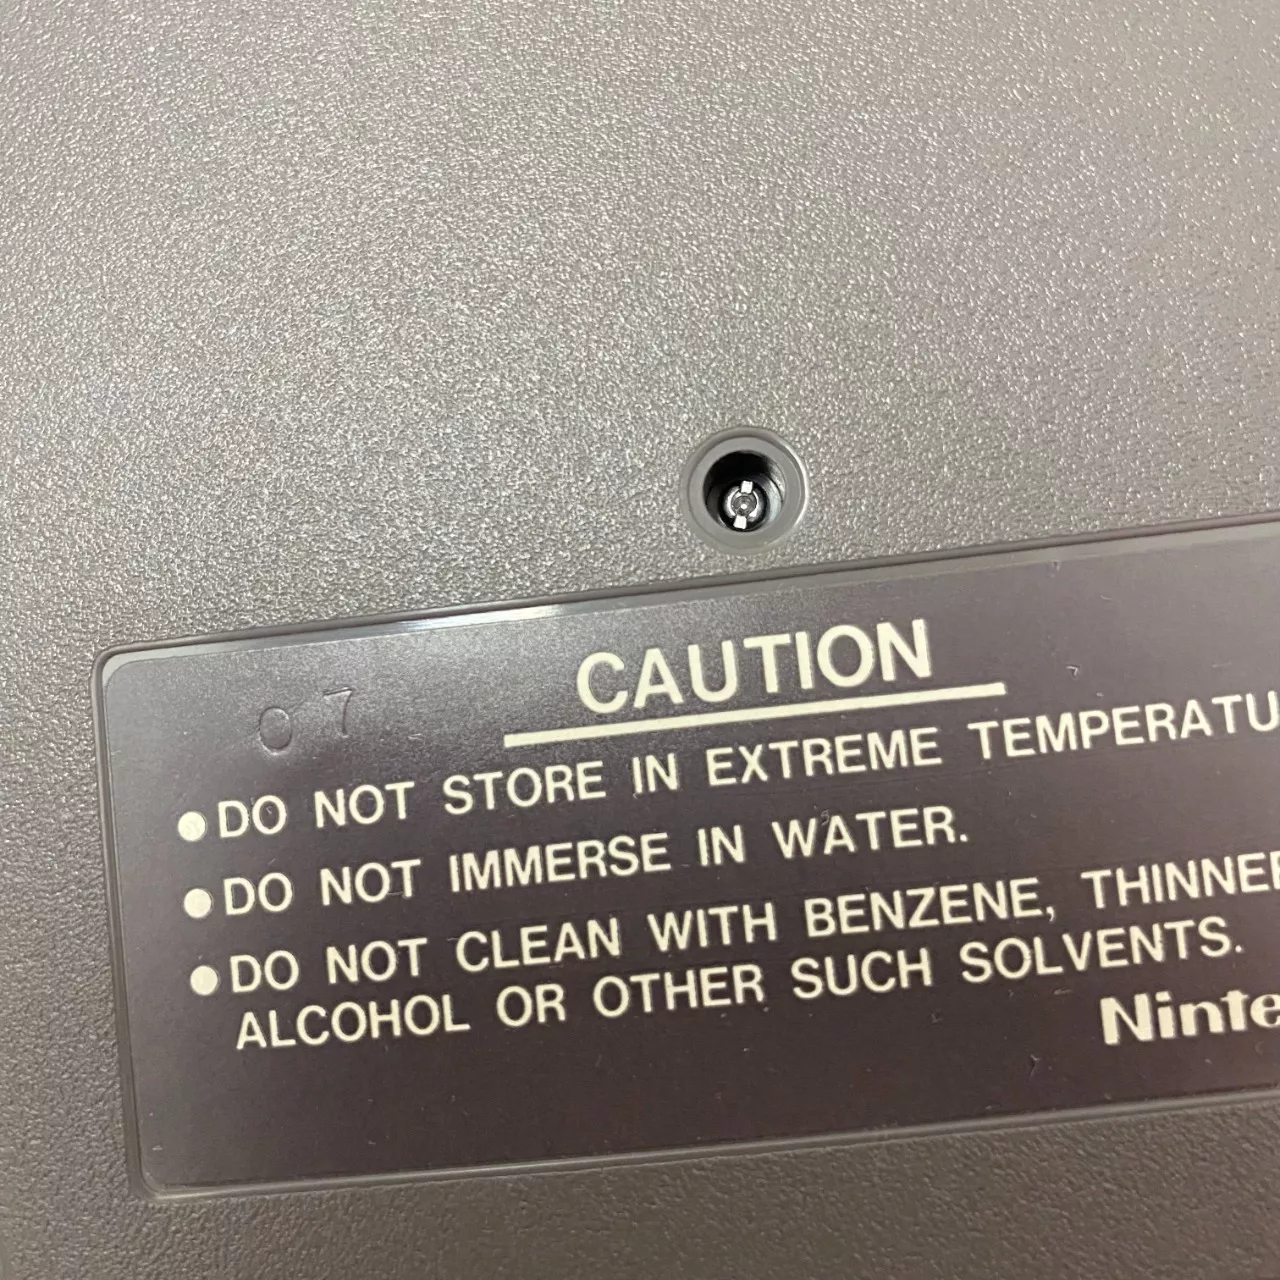 CAUTION
07
●DO NOT STORE IN EXTREME TEMPERATU
●DO NOT IMMERSE IN WATER.
●DO NOT CLEAN WITH BENZENE, THINNER
ALCOHOL OR OTHER SUCH SOLVENTS.
Ninte